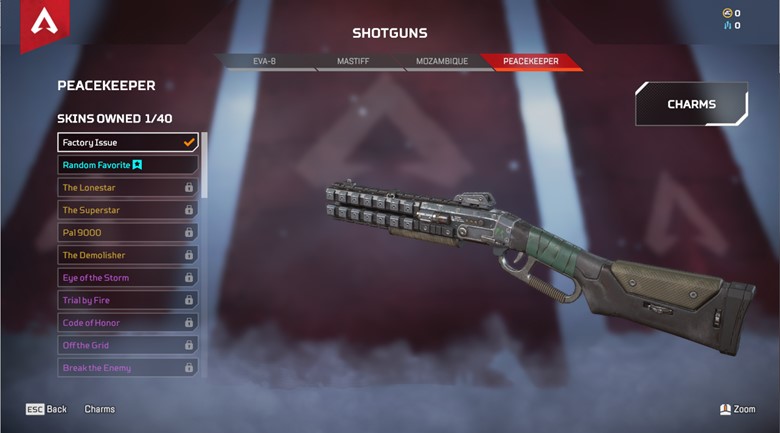 SHOTGUNS
0
0
EVA-8 MASTIFF MOZAMBIQUE PEACEKEEPER
PEACEKEEPER
CHARMS
SKINS OWNED 1/40
Factory Issue
Random Favorite
The Lonestar
The Superstar
Pal 9000
The Demolisher
Eye of the Storm
Trial by Fire
Code of Honor
Off the Grid
Break the Enemy
ESC Back Charms Zoom